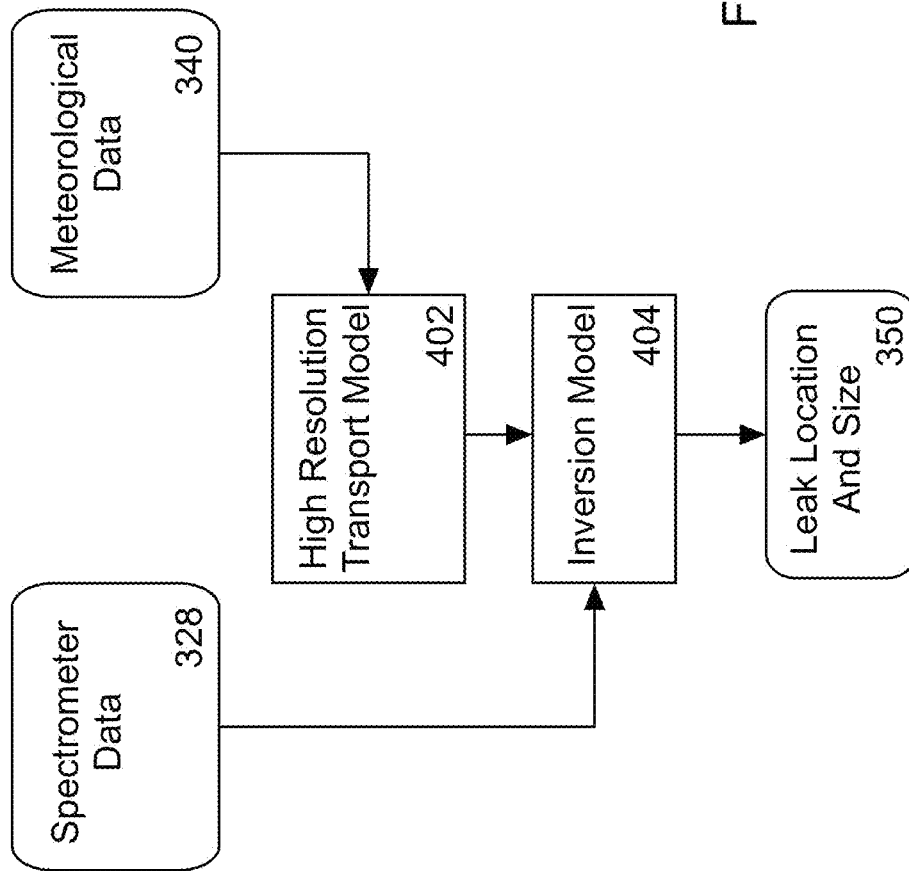 Spectrometer
Data
328
Meteorological
Data
340
High Resolution
Transport Model
402
Inversion Model
404
Leak Location
And Size
350
F